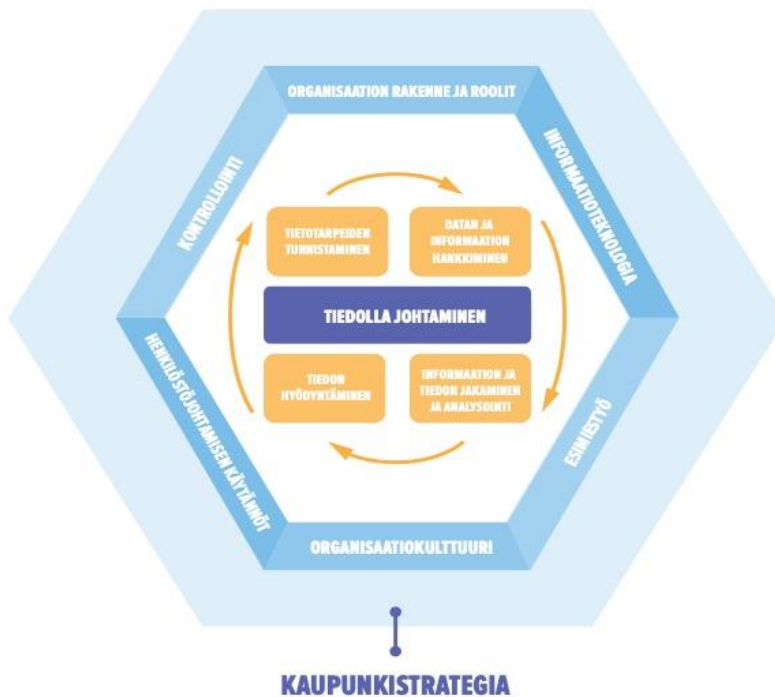 ORGANISAATION RAKENNE JA ROOLIT
KONTROLLOINTI
INFORMAATIOTEKNOLOGIA
TIETOTARPEIDEN
TUNNISTAMINEN
DATAN JA
INFORMAATION
HANKKIMINEN
TIEDOLLA JOHTAMINEN
TIEDON
HYÖDYNTÄMINEN
INFORMAATION JA
TIEDON JAKAMINEN
JA ANALYSOINTI
HENKILÖSTÖJOHTAMISEN KÄYTÄNNÖT
ESIMIESTYÖ
ORGANISAATIOKULTTUURI
KAUPUNKISTRATEGIA